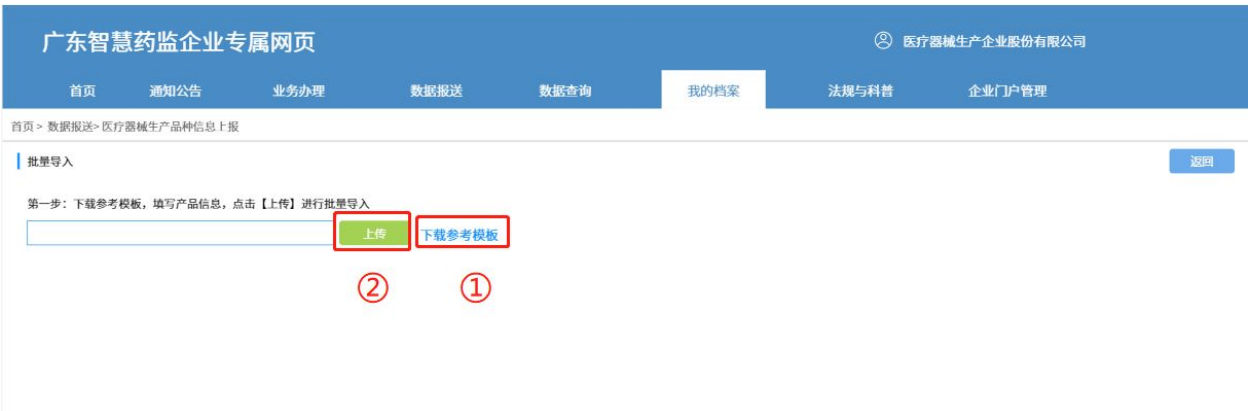 广东智慧药监企业专属网页
医疗器械生产企业股份有限公司
首页 通知公告 业务办理 数据报送 数据查询 我的档案 法规与科普 企业门户管理
首页 > 数据报送> 医疗器械生产品种信息上报
批量导入 返回
第一步：下载参考模板，填写产品信息，点击【上传】进行批量导入
上传 下载参考模板
② ①